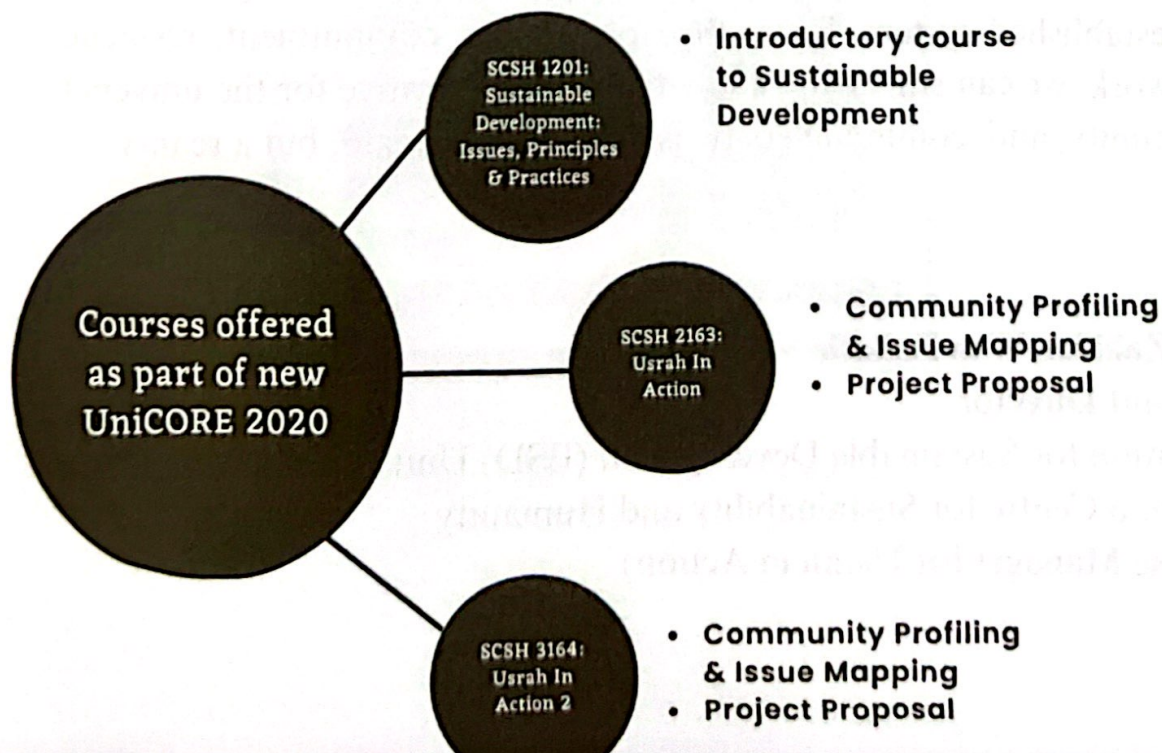 SCSH 1201:
Sustainable
Development:
Issues, Principles
& Practices
• Introductory Course
to Sustainable
Development
Courses offered
as part of new
UniCORE 2020
SCSH 2163:
Usrah In
Action
• Community Profiling
& Issue Mapping
• Project Proposal
SCSH 3164:
Usrah In
Action 2
• Community Profiling
& Issue Mapping
• Project Proposal